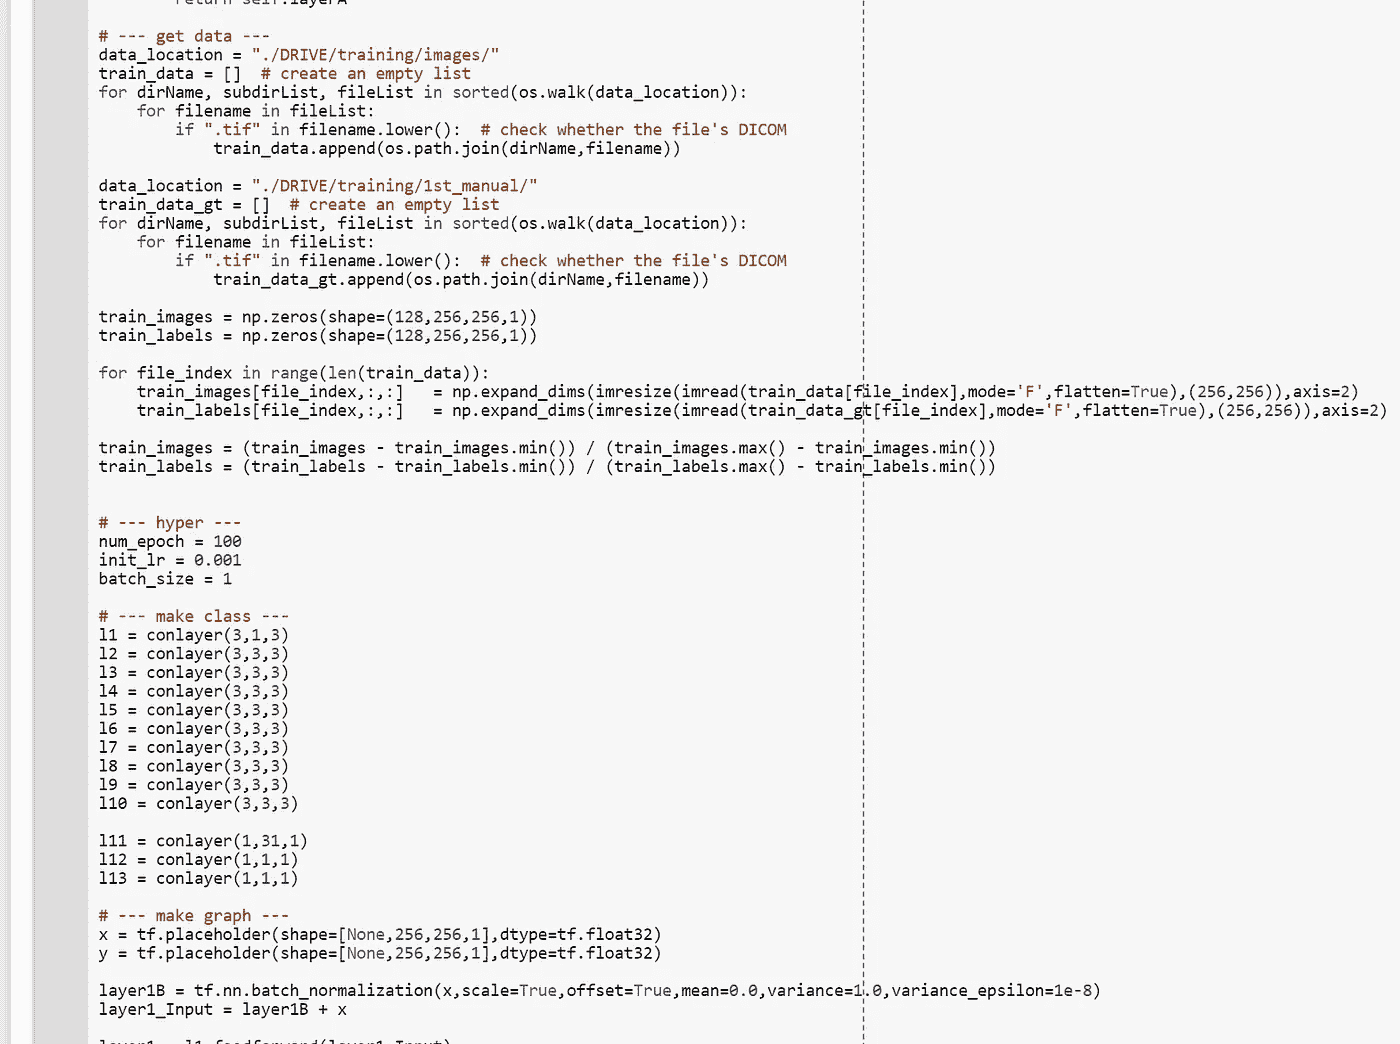 return self.layerA
# --- get data ---
data_location = "./DRIVE/training/images/"
train_data = []  # create an empty list
for dirName, subdirList, fileList in sorted(os.walk(data_location)):
    for filename in fileList:
        if ".tif" in filename.lower():  # check whether the file's DICOM
            train_data.append(os.path.join(dirName,filename))
data_location = "./DRIVE/training/1st_manual/"
train_data_gt = []  # create an empty list
for dirName, subdirList, fileList in sorted(os.walk(data_location)):
    for filename in fileList:
        if ".tif" in filename.lower():  # check whether the file's DICOM
            train_data_gt.append(os.path.join(dirName,filename))
train_images = np.zeros(shape=(128,256,256,1))
train_labels = np.zeros(shape=(128,256,256,1))
for file_index in range(len(train_data)):
    train_images[file_index,:,:]   = np.expand_dims(imresize(imread(train_data[file_index],mode='F',flatten=True),(256,256)),axis=2)
    train_labels[file_index,:,:]   = np.expand_dims(imresize(imread(train_data_gt[file_index],mode='F',flatten=True),(256,256)),axis=2)
train_images = (train_images - train_images.min()) / (train_images.max() - train_images.min())
train_labels = (train_labels - train_labels.min()) / (train_labels.max() - train_labels.min())
# --- hyper ---
num_epoch = 100
init_lr = 0.001
batch_size = 1
# --- make class ---
l1 = conlayer(3,1,3)
l2 = conlayer(3,3,3)
l3 = conlayer(3,3,3)
l4 = conlayer(3,3,3)
l5 = conlayer(3,3,3)
l6 = conlayer(3,3,3)
l7 = conlayer(3,3,3)
l8 = conlayer(3,3,3)
l9 = conlayer(3,3,3)
l10 = conlayer(3,3,3)
l11 = conlayer(1,31,1)
l12 = conlayer(1,1,1)
l13 = conlayer(1,1,1)
# --- make graph ---
x = tf.placeholder(shape=[None,256,256,1],dtype=tf.float32)
y = tf.placeholder(shape=[None,256,256,1],dtype=tf.float32)
layer1B = tf.nn.batch_normalization(x,scale=True,offset=True,mean=0.0,variance=1.0,variance_epsilon=1e-8)
layer1_Input = layer1B + x
layer1 = l1.feedforward(layer1_Input)